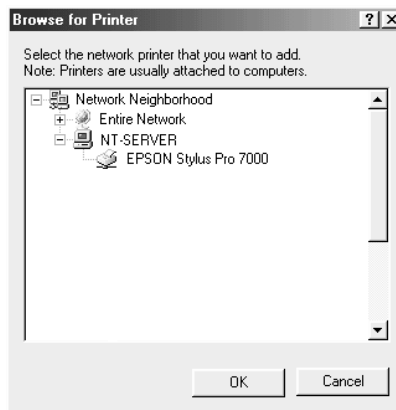 Browse for Printer
Select the network printer that you want to add.
Note: Printers are usually attached to computers.
Network Neighborhood
Entire Network
NT-SERVER
EPSON Stylus Pro 7000
OK Cancel